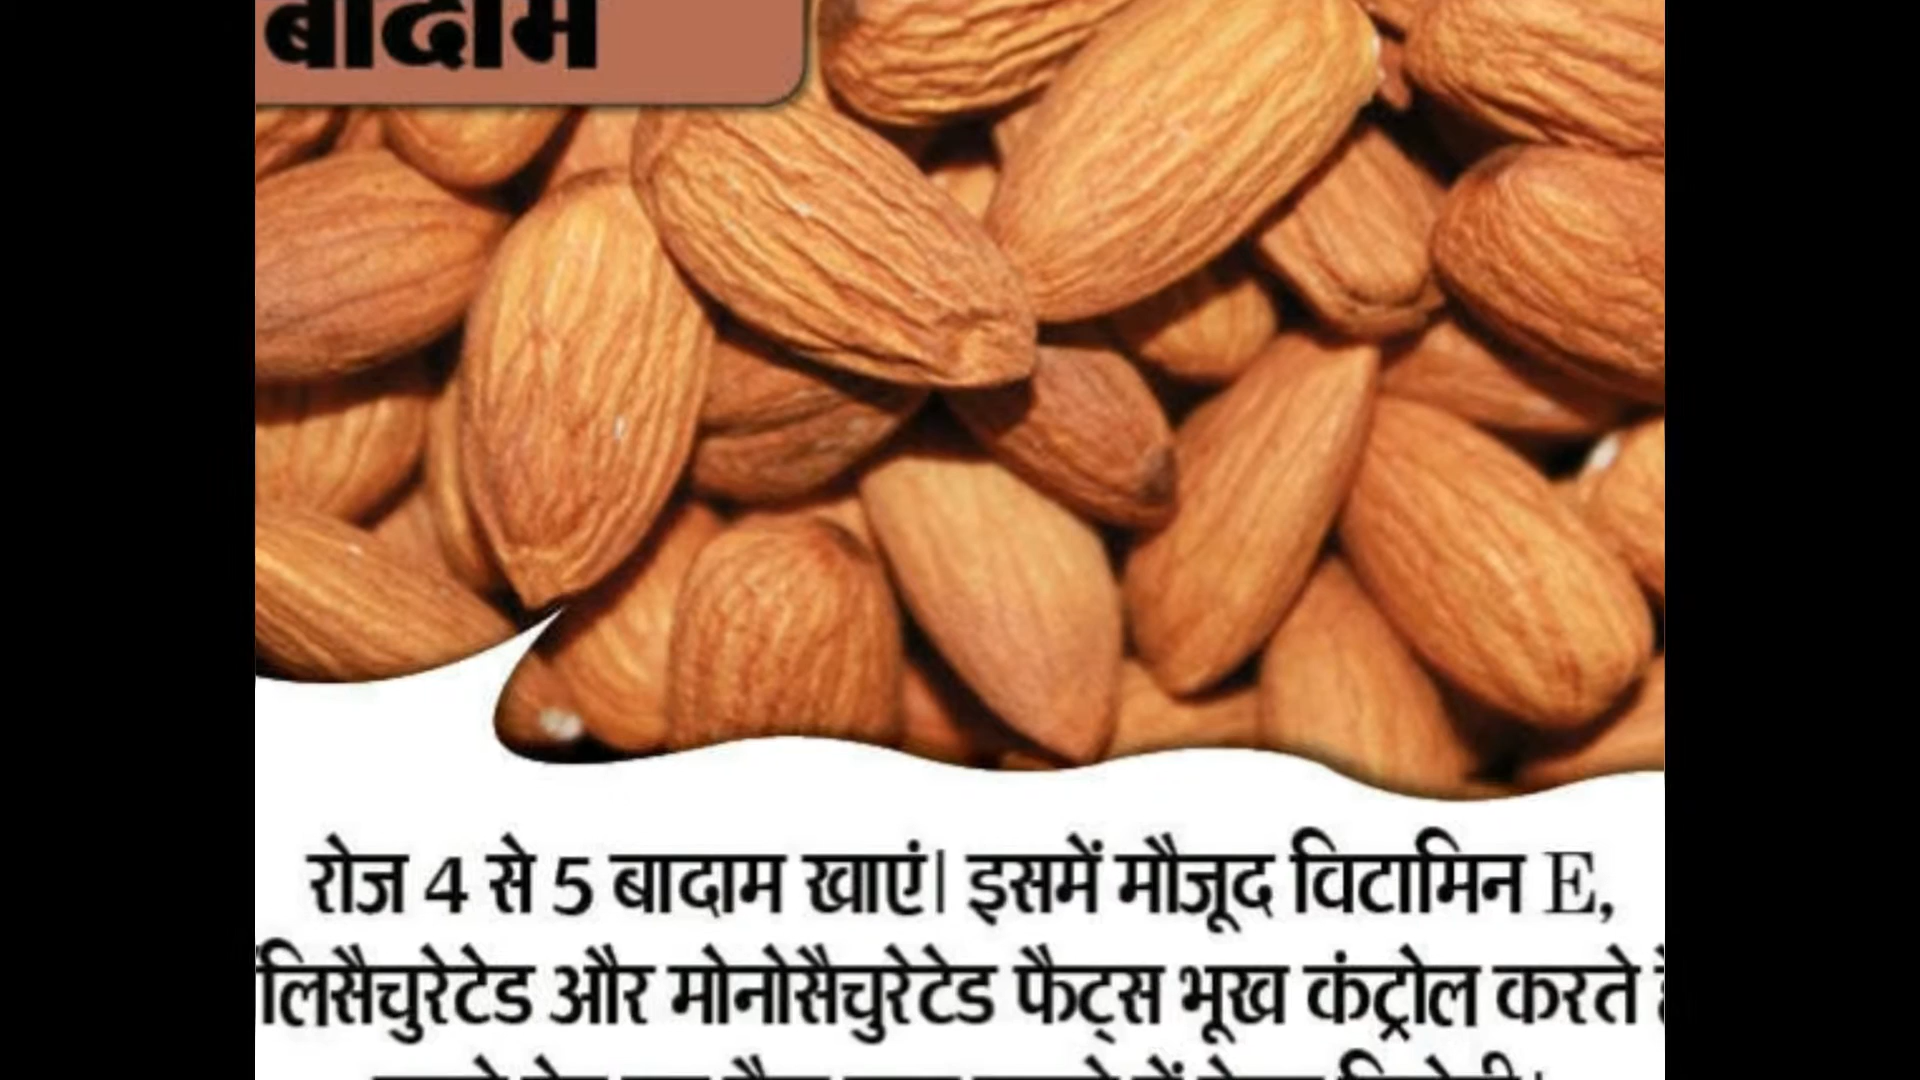 बादाम
रोज 4 से 5 बादाम खाएं। इसमें मौजूद विटामिन E,
लिसैचुरेटेड और मोनोसैचुरेटेड फैट्स भूख कंट्रोल करते